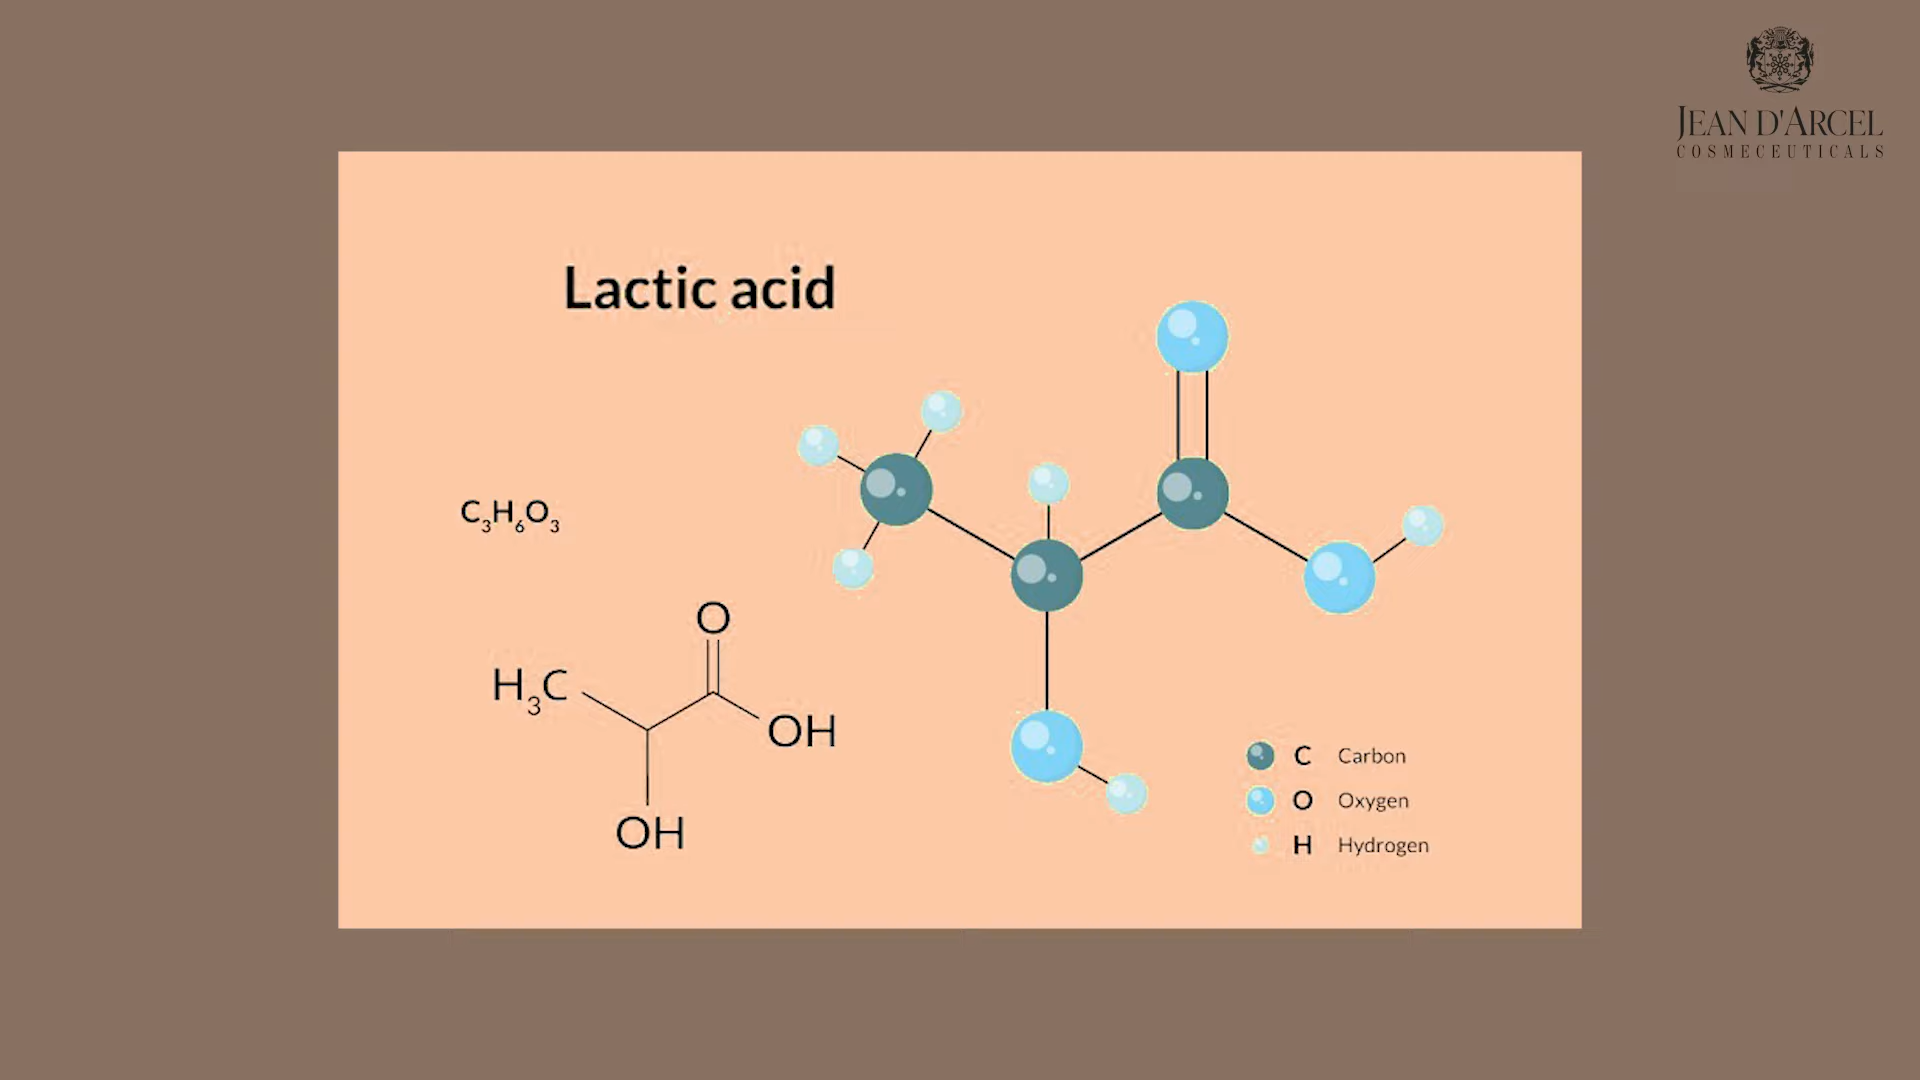 JEAN D'ARCEL
COSMECEUTICALS
Lactic acid
C₃H₆O₃
O
H₃C
OH
OH
C Carbon
O Oxygen
H Hydrogen